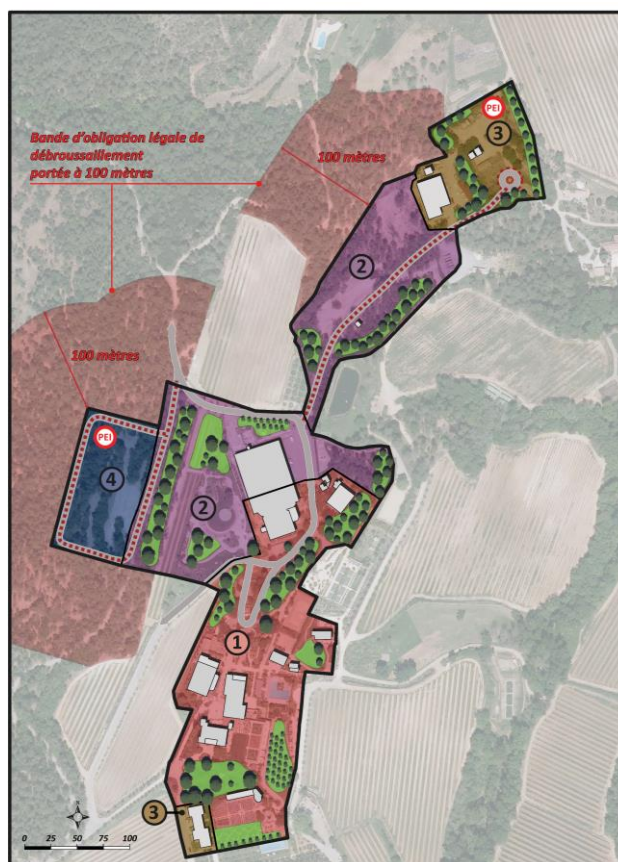 PEI
3
Bande d'obligation légale de
débroussaillement
portée à 100 mètres
100 mètres
2
100 mètres
PEI
4
2
1
3
N
0 25 50 75 100